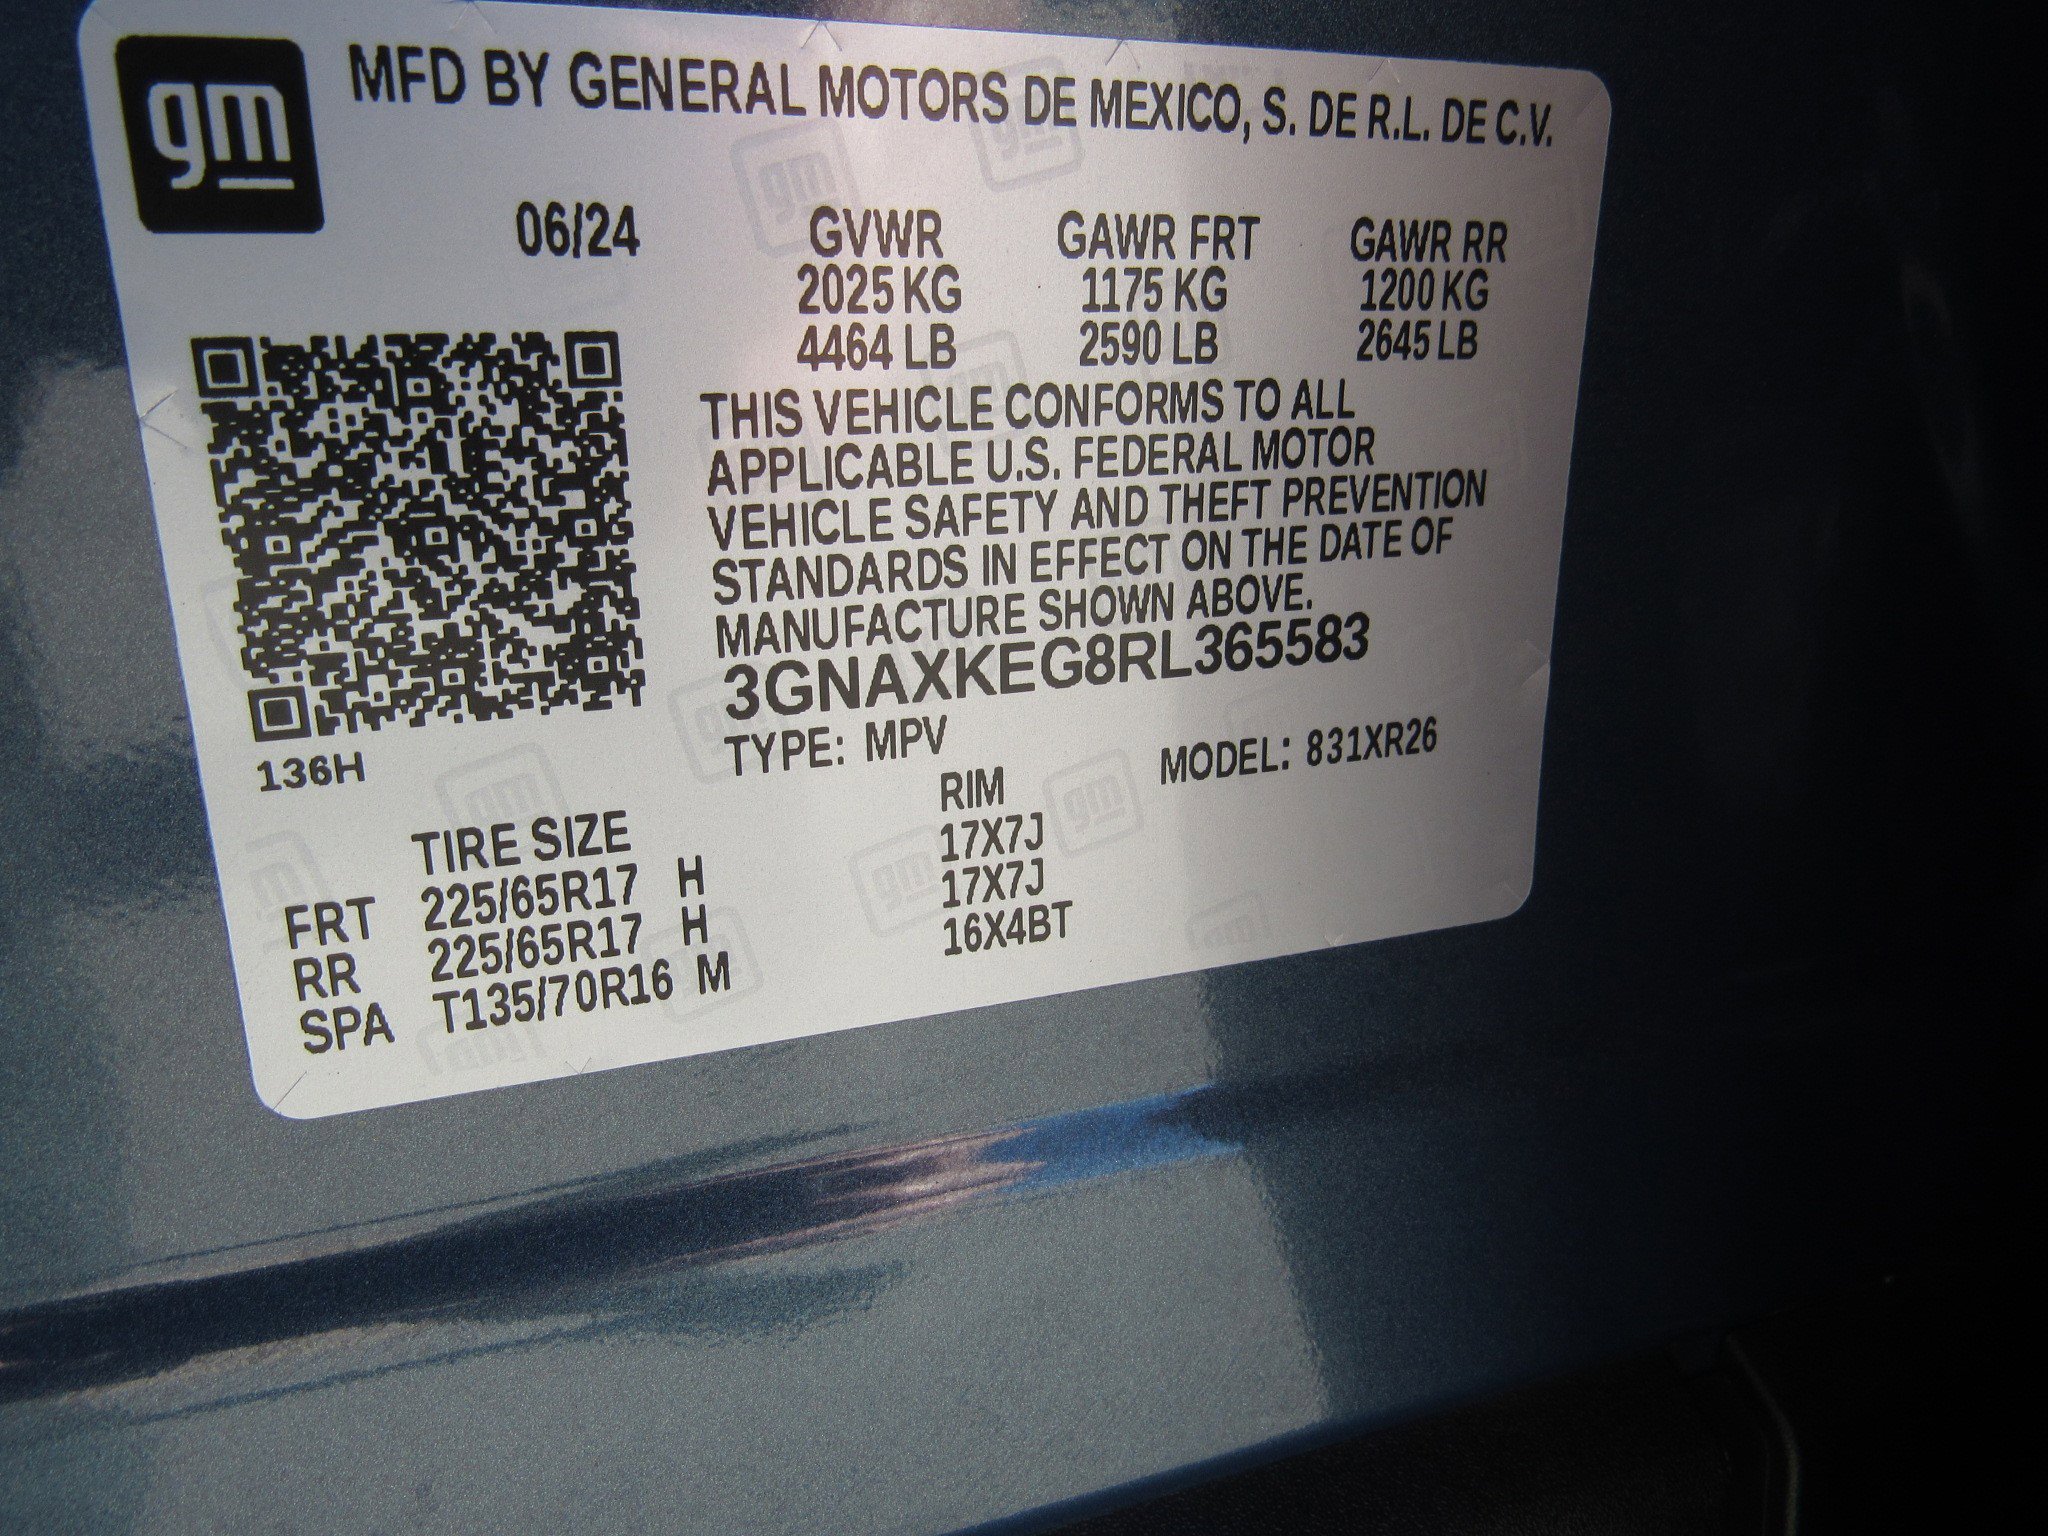 gm
MFD BY GENERAL MOTORS DE MEXICO, S. DE R.L. DE C.V.
06/24 GVWR GAWR FRT GAWR RR
2025 KG 1175 KG 1200 KG
4464 LB 2590 LB 2645 LB
THIS VEHICLE CONFORMS TO ALL
APPLICABLE U.S. FEDERAL MOTOR
VEHICLE SAFETY AND THEFT PREVENTION
STANDARDS IN EFFECT ON THE DATE OF
MANUFACTURE SHOWN ABOVE.
3GNAXKEG8RL365583
TYPE: MPV MODEL: 831XR26
136H
TIRE SIZE RIM
FRT 225/65R17 H 17X7J
RR 225/65R17 H 17X7J
SPA T135/70R16 M 16X4BT